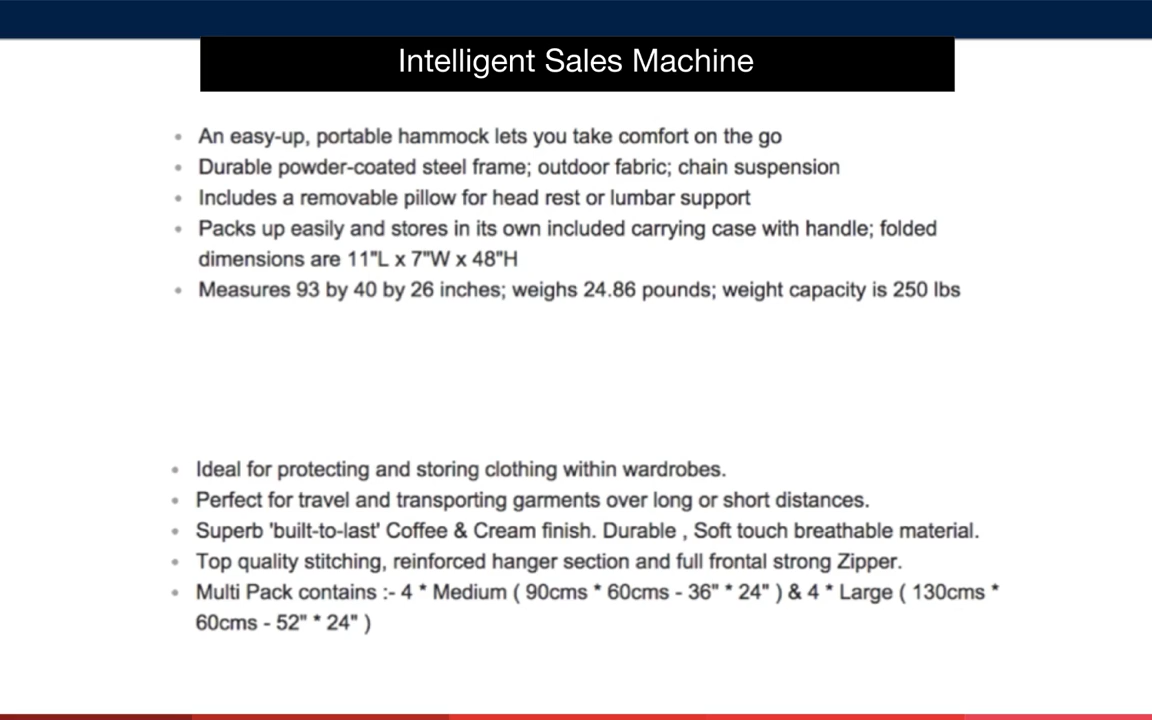 Intelligent Sales Machine
• An easy-up, portable hammock lets you take comfort on the go
• Durable powder-coated steel frame; outdoor fabric; chain suspension
• Includes a removable pillow for head rest or lumbar support
• Packs up easily and stores in its own included carrying case with handle; folded
dimensions are 11"L x 7"W x 48"H
• Measures 93 by 40 by 26 inches; weighs 24.86 pounds; weight capacity is 250 lbs
• Ideal for protecting and storing clothing within wardrobes.
• Perfect for travel and transporting garments over long or short distances.
• Superb 'built-to-last' Coffee & Cream finish. Durable , Soft touch breathable material.
• Top quality stitching, reinforced hanger section and full frontal strong Zipper.
• Multi Pack contains :- 4 * Medium ( 90cms * 60cms - 36" * 24" ) & 4 * Large ( 130cms *
60cms - 52" * 24" )